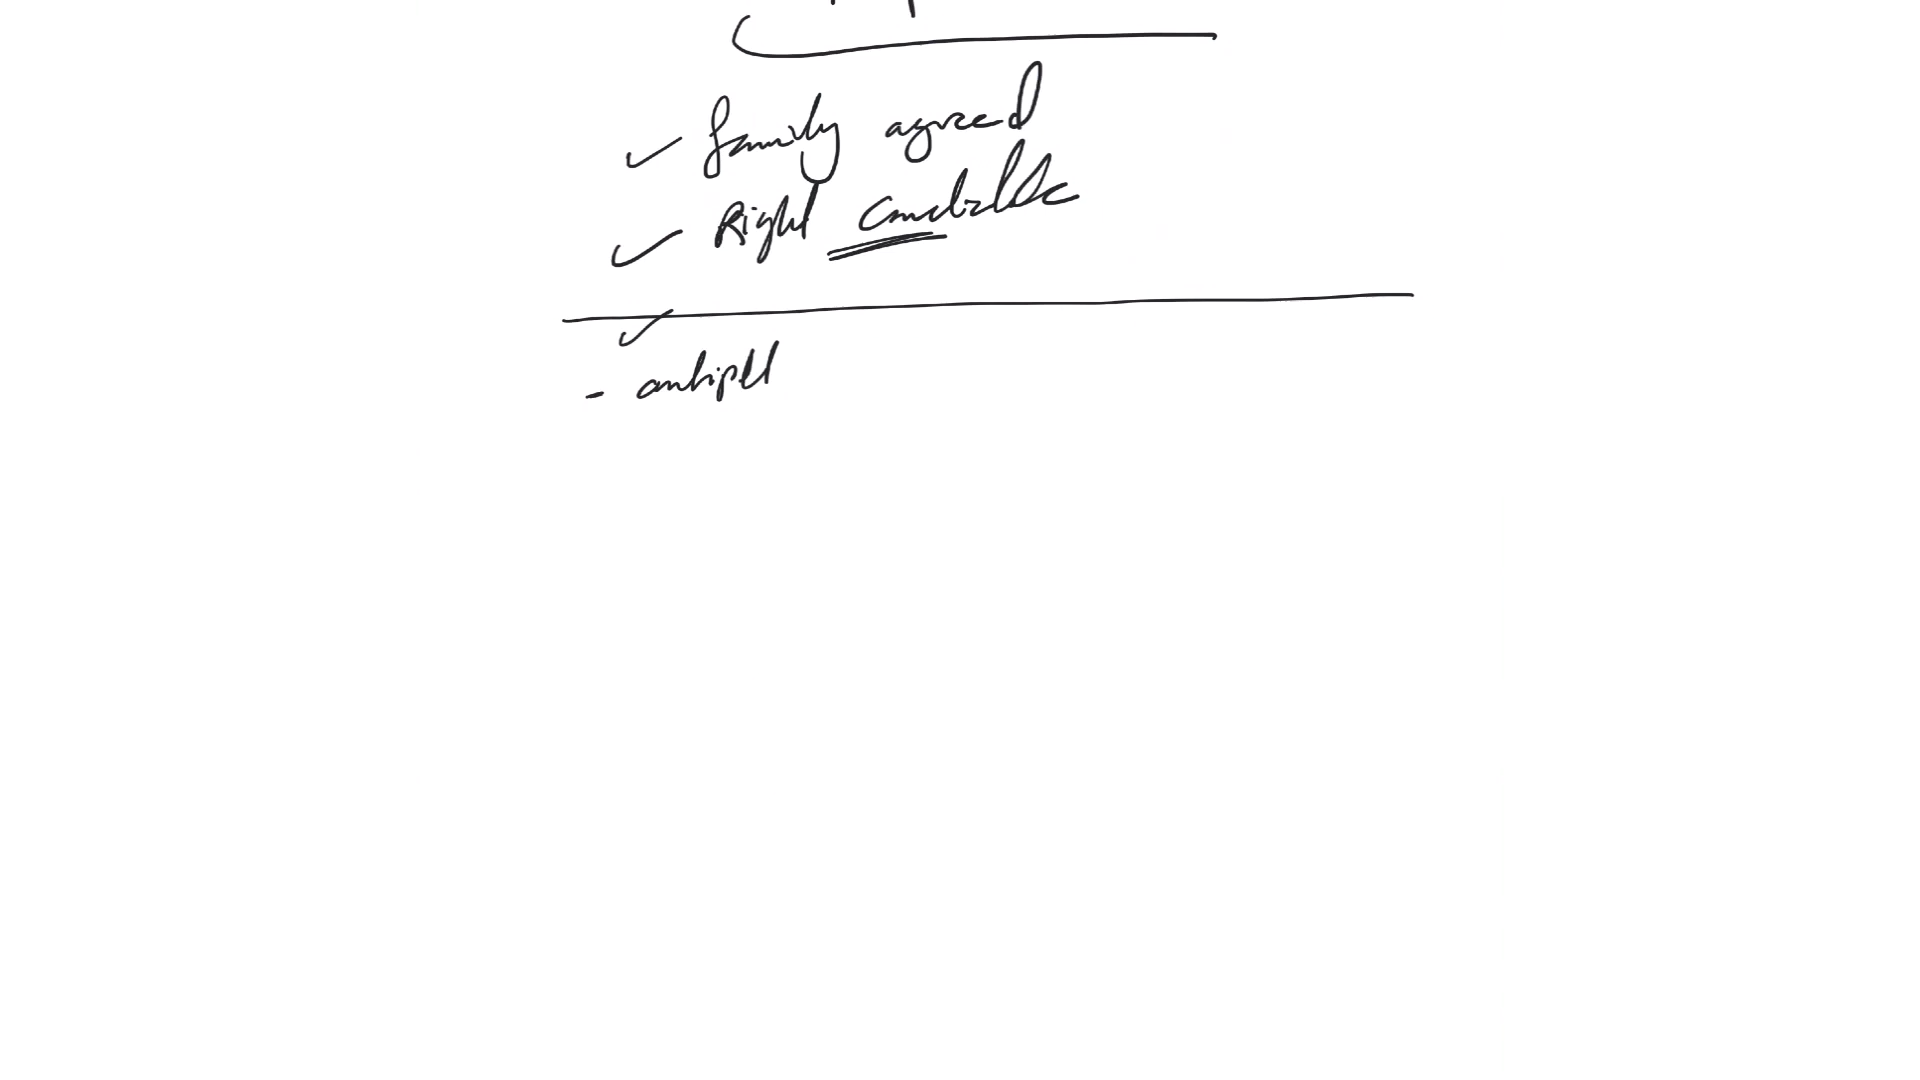 ✓ family agreed
✓ Right candidate
✓
-